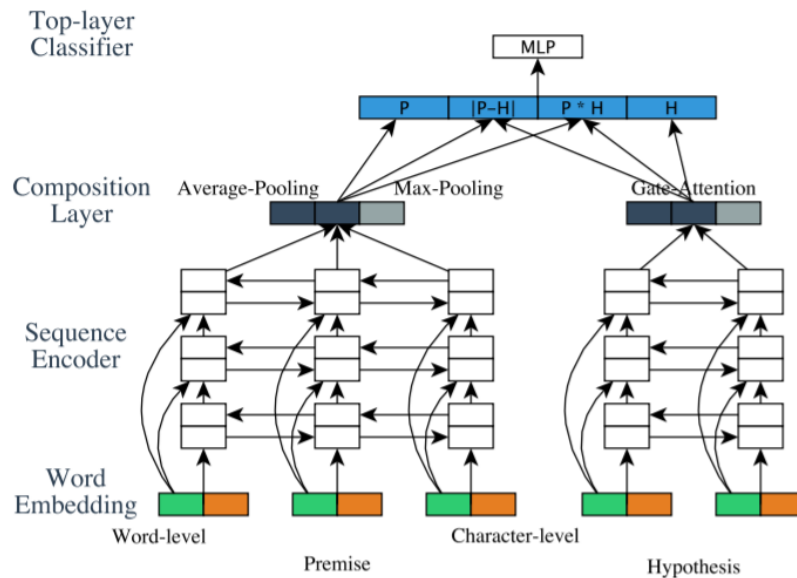 Top-layer
Classifier
MLP
P
|P-H|
P * H
H
Composition
Layer
Average-Pooling
Max-Pooling
Gate-Attention
Sequence
Encoder
Word
Embedding
Word-level
Character-level
Premise
Hypothesis